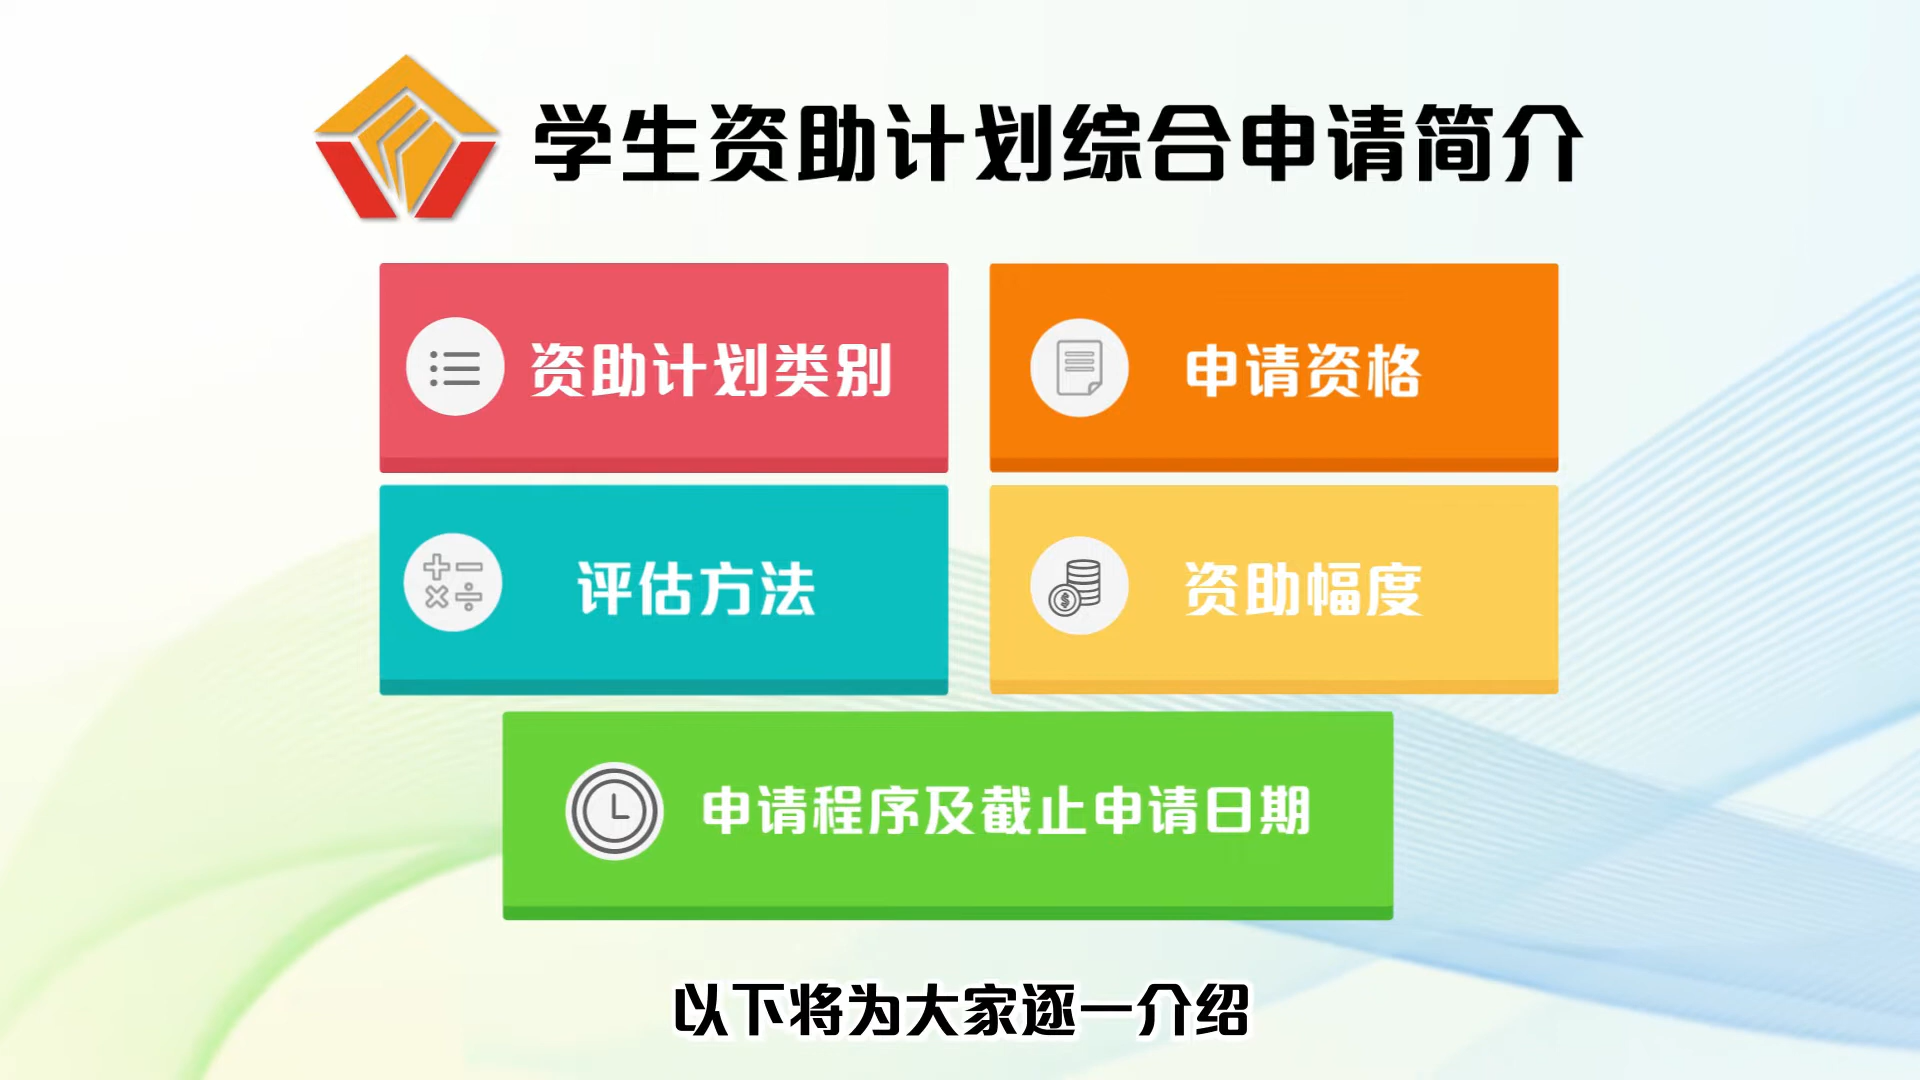 学生资助计划综合申请简介
资助计划类别
申请资格
评估方法
资助幅度
申请程序及截止申请日期
以下将为大家逐一介绍